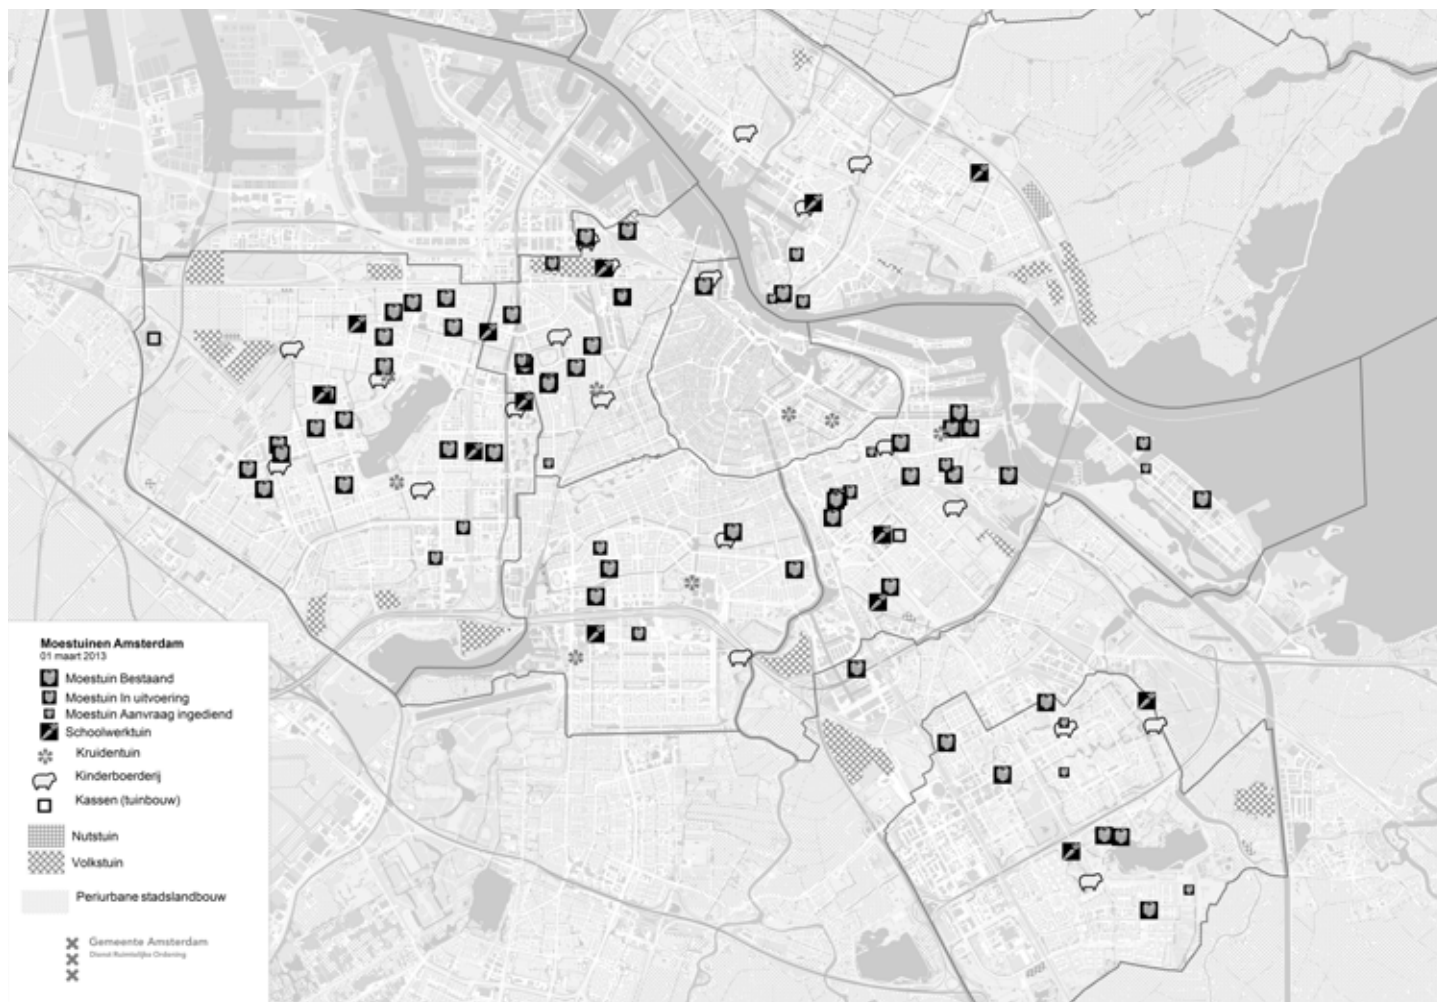 Moestuinen Amsterdam
01 maart 2013
Moestuin Bestaand
Moestuin In uitvoering
Moestuin Aanvraag ingediend
Schoolwerktuin
Kruidentuin
Kinderboerderij
Kassen (tuinbouw)
Nutstuin
Volkstuin
Periurbane stadslandbouw
Gemeente Amsterdam
Dienst Ruimtelijke Ordening